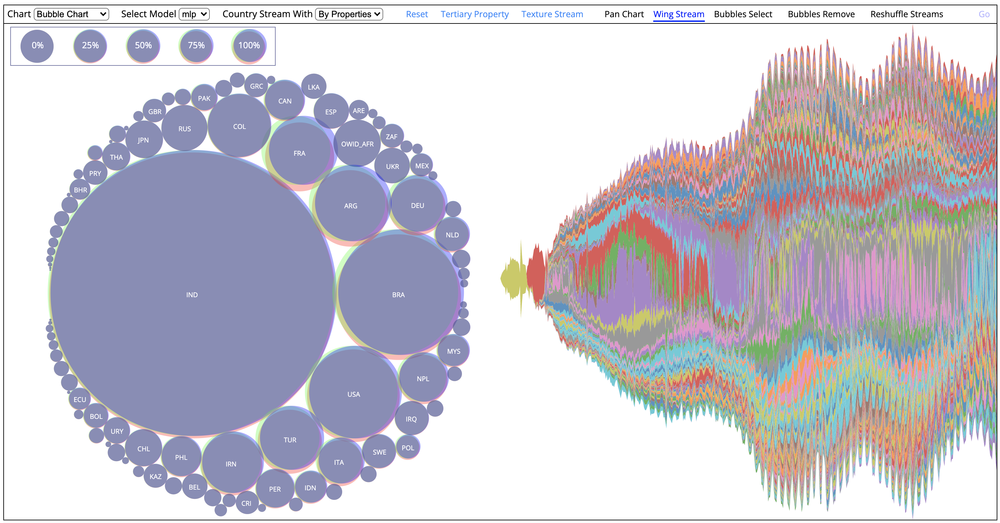 Chart Bubble Chart Select Model mlp Country Stream With By Properties Reset Tertiary Property Texture Stream Pan Chart Wing Stream Bubbles Select Bubbles Remove Reshuffle Streams Go
0% 25% 50% 75% 100%
GRC
LKA
PAK
CAN
GBR
ESP
ARE
COL
RUS
ZAF
JPN
OWID_AFR
FRA
THA
MEX
UKR
PRY
BHR
ARG
DEU
NLD
IND
BRA
MYS
NPL
USA
ECU
BOL
IRQ
URY
TUR
POL
CHL
SWE
PHL
ITA
IRN
KAZ
BEL
IDN
PER
CRI